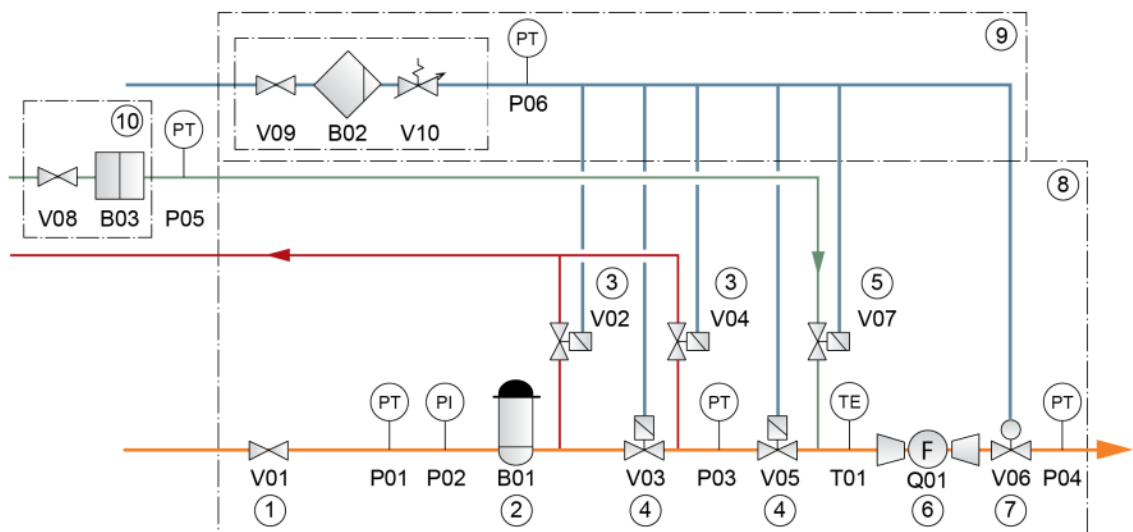 PT
9
P06
V09 B02 V10
10
PT
V08 B03 P05
8
3 3 5
V02 V04 V07
PT PI PT TE PT
F
V01 P01 P02 B01 V03 P03 V05 T01 Q01 V06 P04
1 2 4 4 6 7